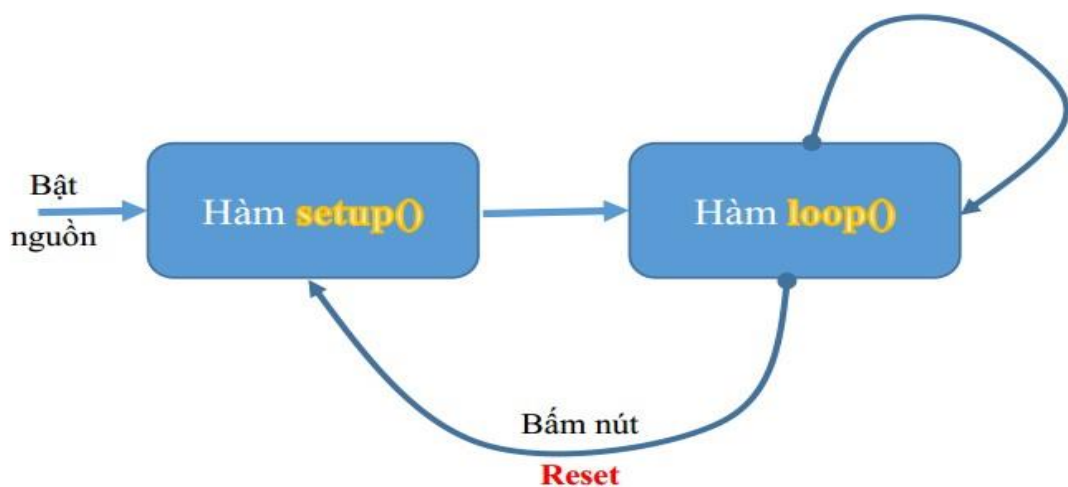 Bật
nguồn
Hàm setup()
Hàm loop()
Bấm nút
Reset